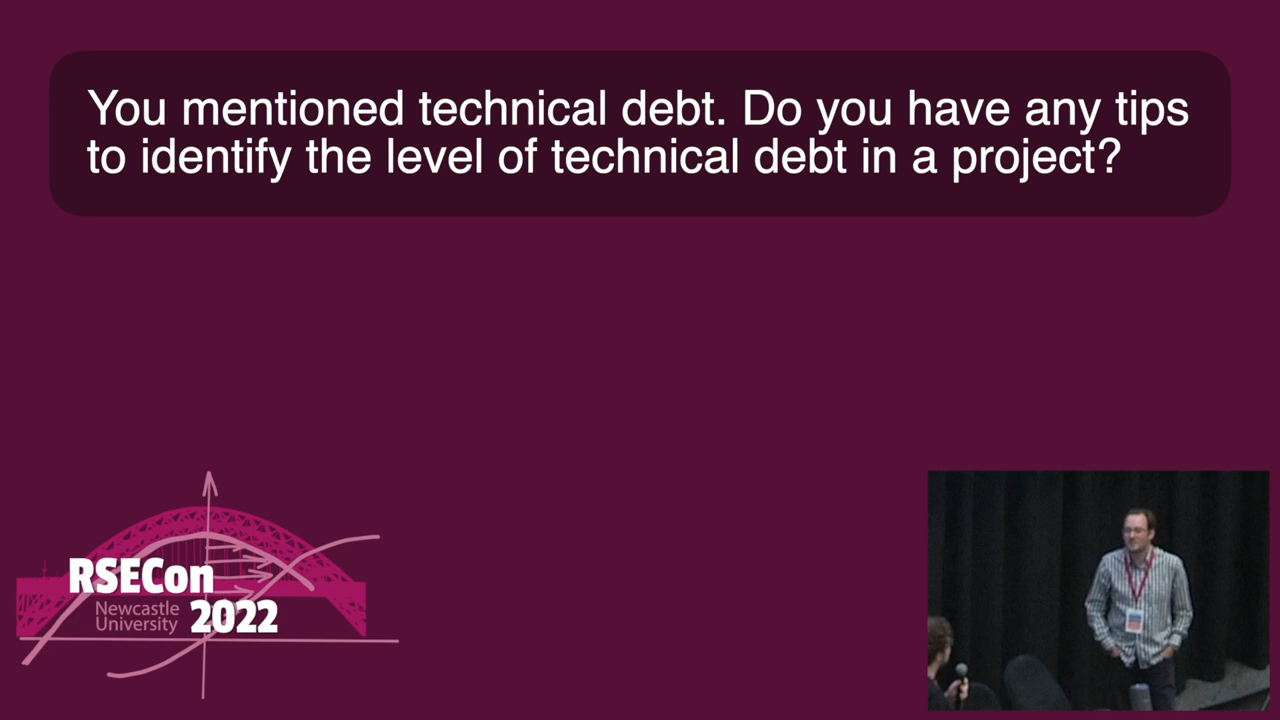 You mentioned technical debt. Do you have any tips
to identify the level of technical debt in a project?
RSECon
Newcastle
University
2022